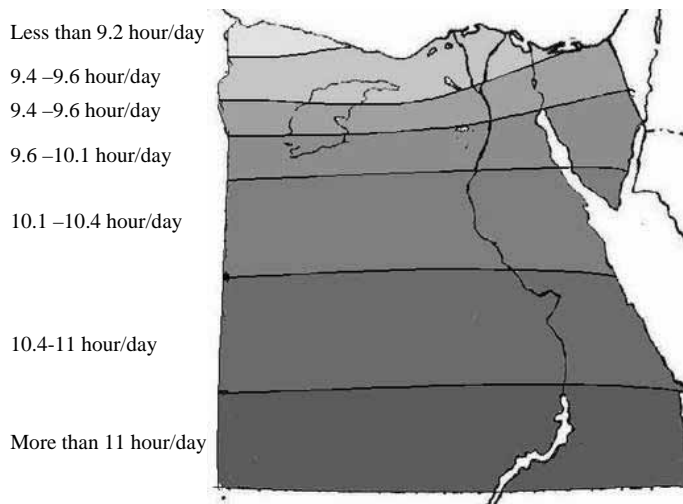 Less than 9.2 hour/day
9.4 –9.6 hour/day
9.4 –9.6 hour/day
9.6 –10.1 hour/day
10.1 –10.4 hour/day
10.4-11 hour/day
More than 11 hour/day